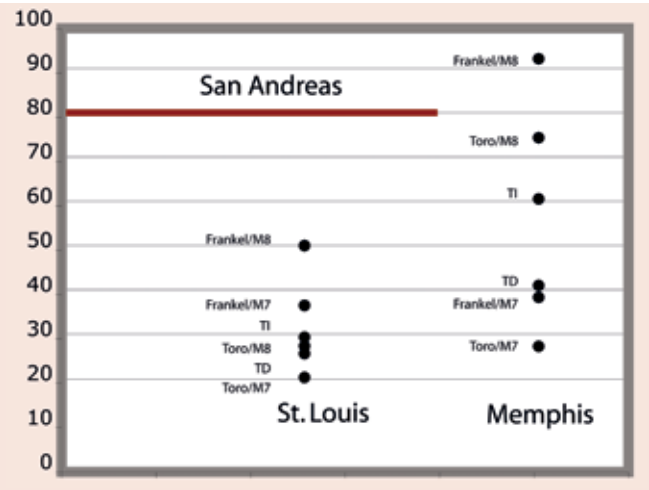 100
90
80
70
60
50
40
30
20
10
0
San Andreas
Frankel/M8
Frankel/M7
TI
Toro/M8
TD
Toro/M7
St. Louis
Frankel/M8
Toro/M8
TI
TD
Frankel/M7
Toro/M7
Memphis